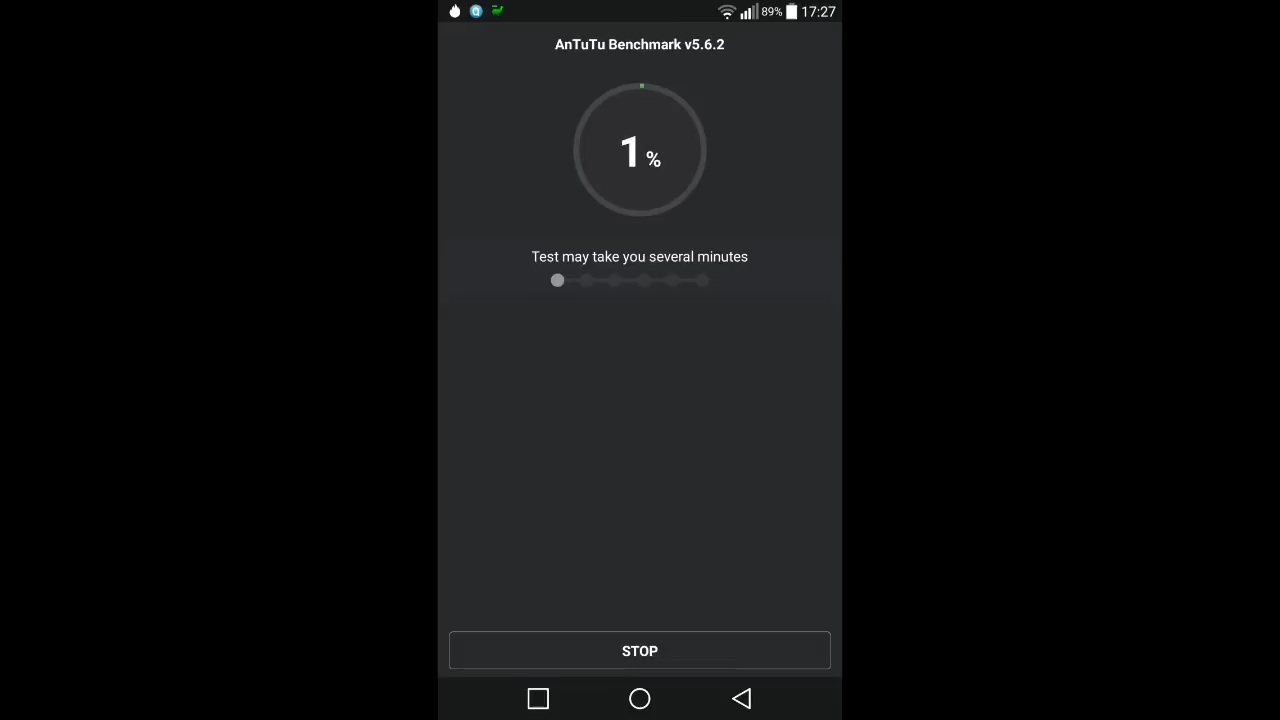 89% 17:27
AnTuTu Benchmark v5.6.2
1 %
Test may take you several minutes
STOP